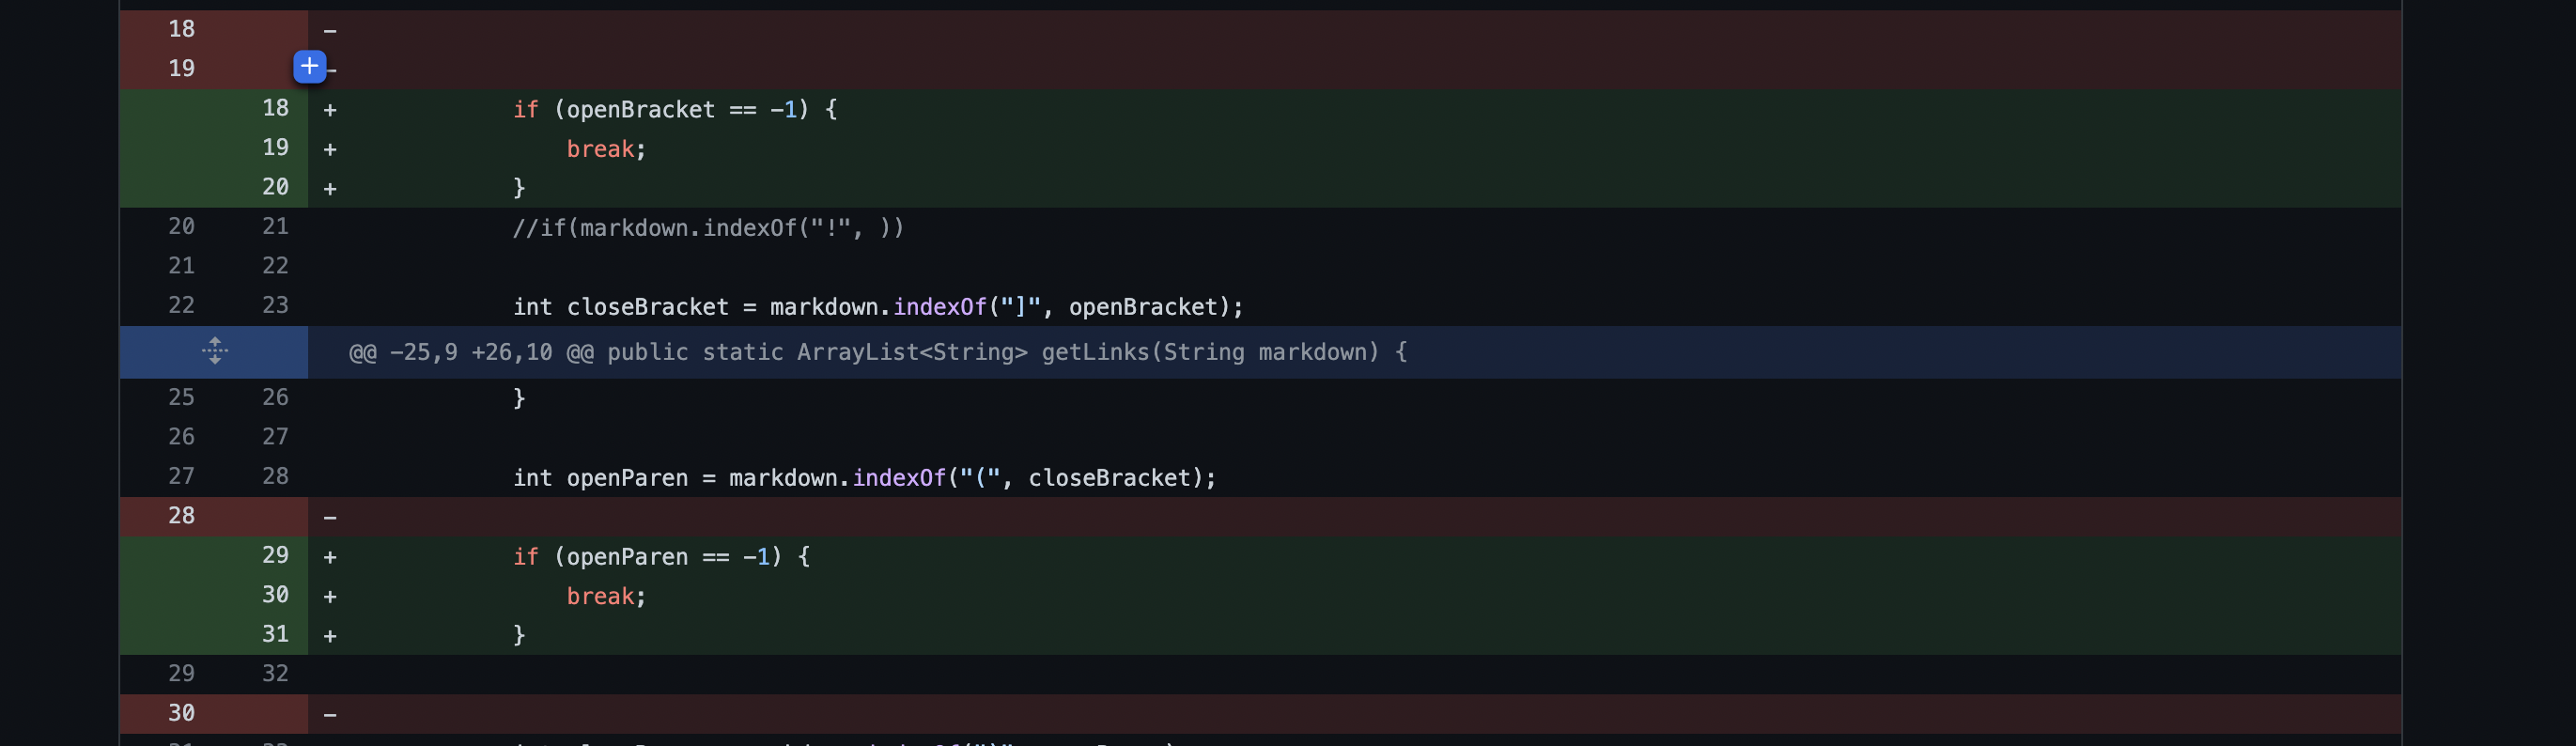 18 -
19 + -
18 + if (openBracket == -1) {
19 + break;
20 + }
20 21 //if(markdown.indexOf("!", ))
21 22
22 23 int closeBracket = markdown.indexOf("]", openBracket);
@@ -25,9 +26,10 @@ public static ArrayList<String> getLinks(String markdown) {
25 26 }
26 27
27 28 int openParen = markdown.indexOf("(", closeBracket);
28 -
29 + if (openParen == -1) {
30 + break;
31 + }
29 32
30 -